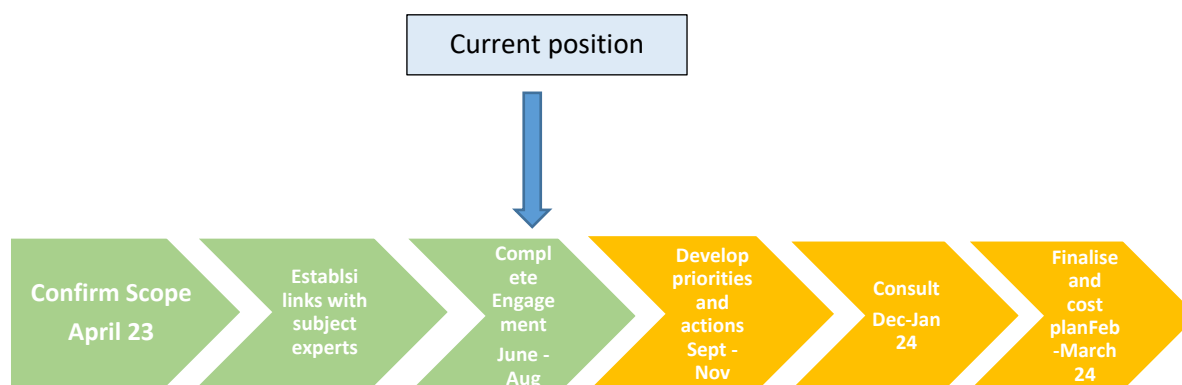 Current position
Confirm Scope
April 23
Establsi
links with
subject
experts
Compl
ete
Engage
ment
June -
Aug
Develop
priorities
and
actions
Sept -
Nov
Consult
Dec-Jan
24
Finalise
and
cost
planFeb
-March
24